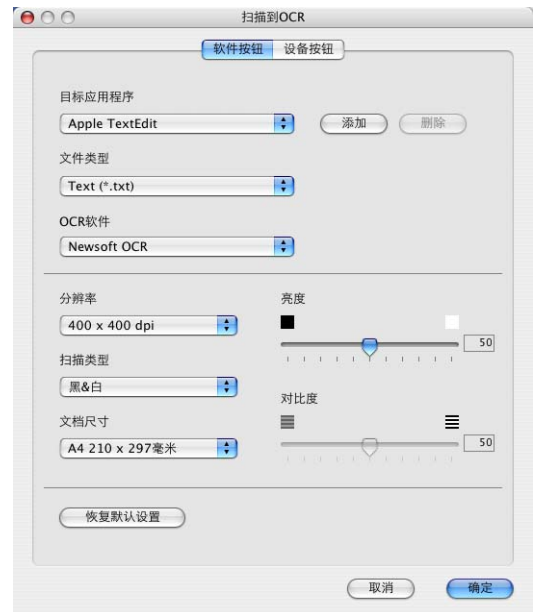 扫描到OCR
软件按钮 设备按钮
目标应用程序
Apple TextEdit 添加 删除
文件类型
Text (*.txt)
OCR软件
Newsoft OCR
分辨率 亮度
400 x 400 dpi 50
扫描类型
黑&白
对比度
文档尺寸
A4 210 x 297毫米 50
恢复默认设置
取消 确定